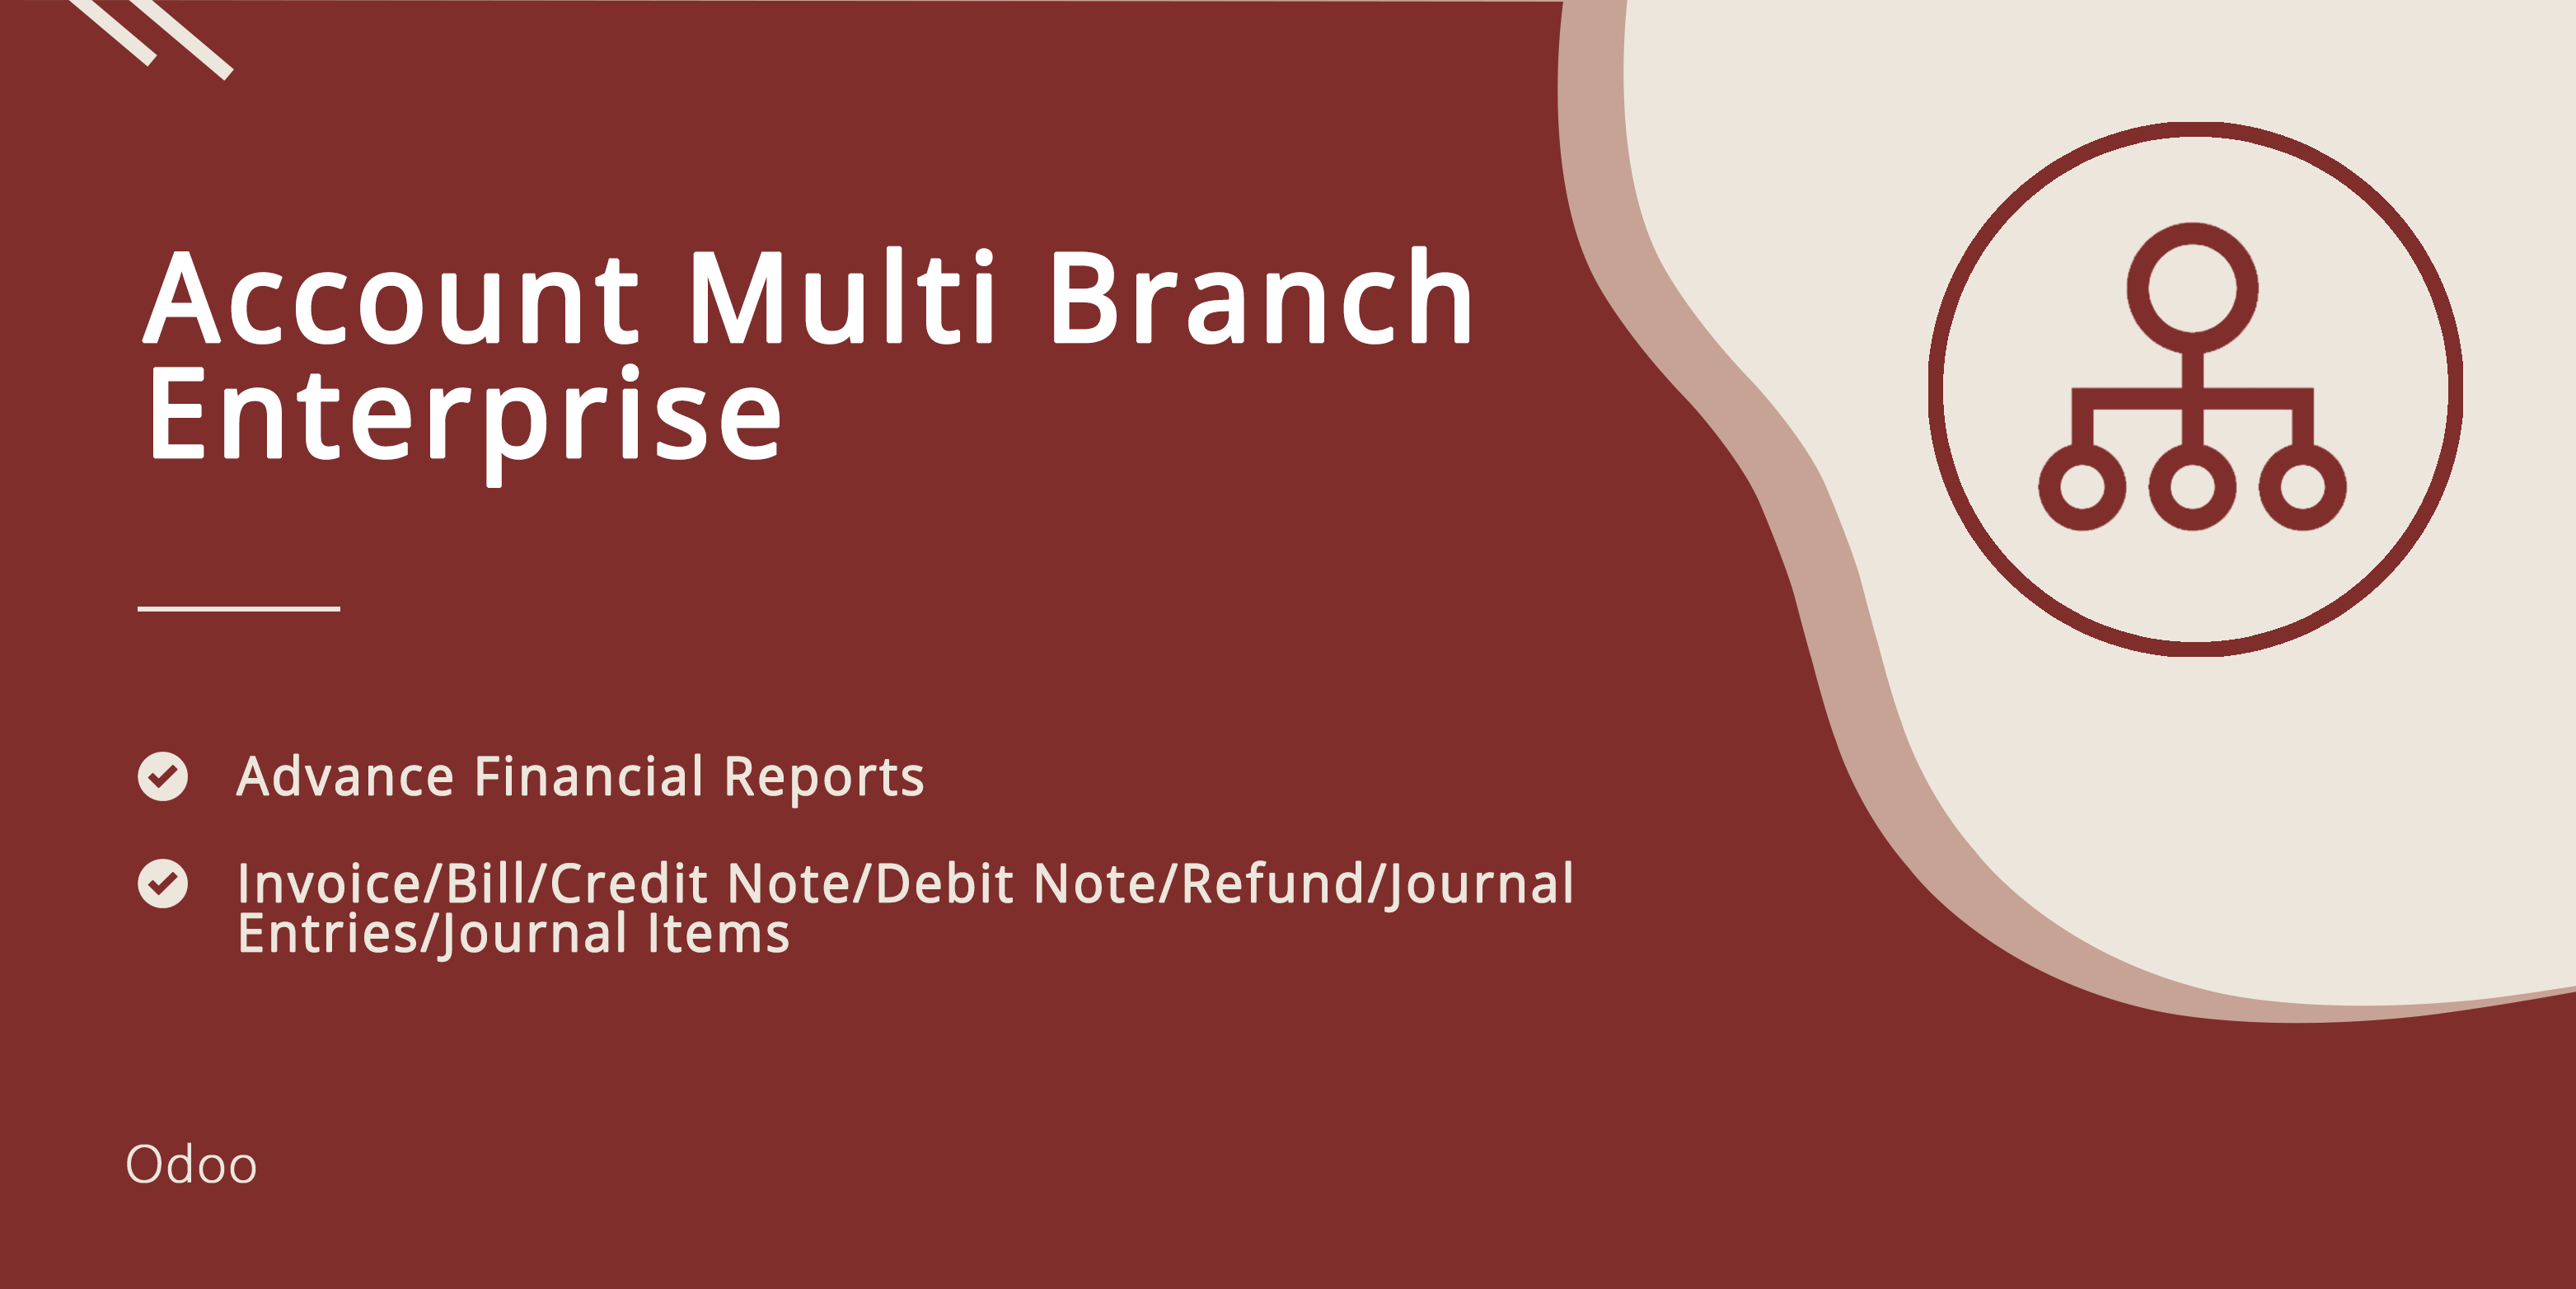 Account Multi Branch
Enterprise
Advance Financial Reports
Invoice/Bill/Credit Note/Debit Note/Refund/Journal
Entries/Journal Items
Odoo